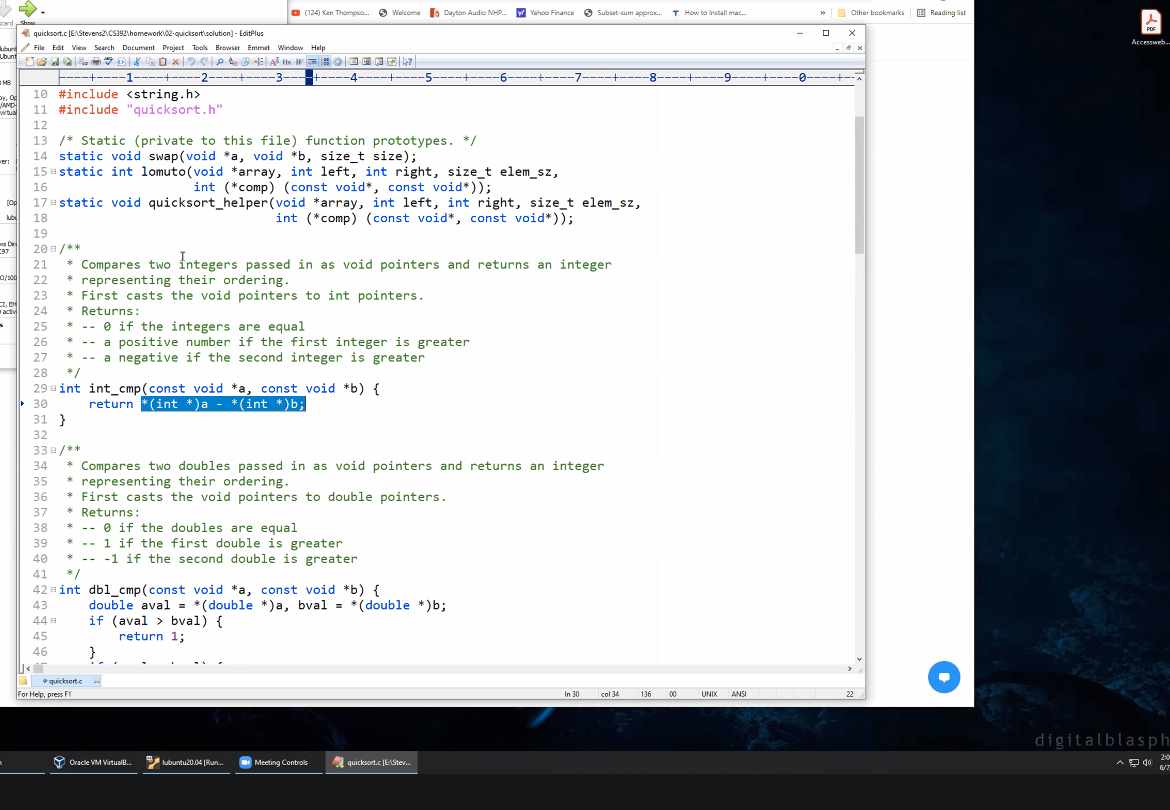 (124) Ken Thompso... Welcome Dayton Audio NHP... Yahoo Finance Subset-sum approx... How to Install mac... » Other bookmarks Reading list
Show
quicksort.c [E:\Stevens2\CS392\homework\02-quicksort\solution] - EditPlus
File Edit View Search Document Project Tools Browser Emmet Window Help
----+----1----+----2----+----3----+----4----+----5----+----6----+----7----+----8----+----9----+----0----+--
10 #include <string.h>
11 #include "quicksort.h"
12
13 /* Static (private to this file) function prototypes. */
14 static void swap(void *a, void *b, size_t size);
15 static int lomuto(void *array, int left, int right, size_t elem_sz,
16 int (*comp) (const void*, const void*));
17 static void quicksort_helper(void *array, int left, int right, size_t elem_sz,
18 int (*comp) (const void*, const void*));
19
20 /**
21 * Compares two integers passed in as void pointers and returns an integer
22 * representing their ordering.
23 * First casts the void pointers to int pointers.
24 * Returns:
25 * -- 0 if the integers are equal
26 * -- a positive number if the first integer is greater
27 * -- a negative if the second integer is greater
28 */
29 int int_cmp(const void *a, const void *b) {
30 return *(int *)a - *(int *)b;
31 }
32
33 /**
34 * Compares two doubles passed in as void pointers and returns an integer
35 * representing their ordering.
36 * First casts the void pointers to double pointers.
37 * Returns:
38 * -- 0 if the doubles are equal
39 * -- 1 if the first double is greater
40 * -- -1 if the second double is greater
41 */
42 int dbl_cmp(const void *a, const void *b) {
43 double aval = *(double *)a, bval = *(double *)b;
44 if (aval > bval) {
45 return 1;
46 }
quicksort.c
For Help, press F1 ln 30 col 34 136 00 UNIX ANSI 22
PDF
Accessweb...
digitalblasph
Oracle VM VirtualB... lubuntu20.04 [Run... Meeting Controls quicksort.c [E:\Stev...